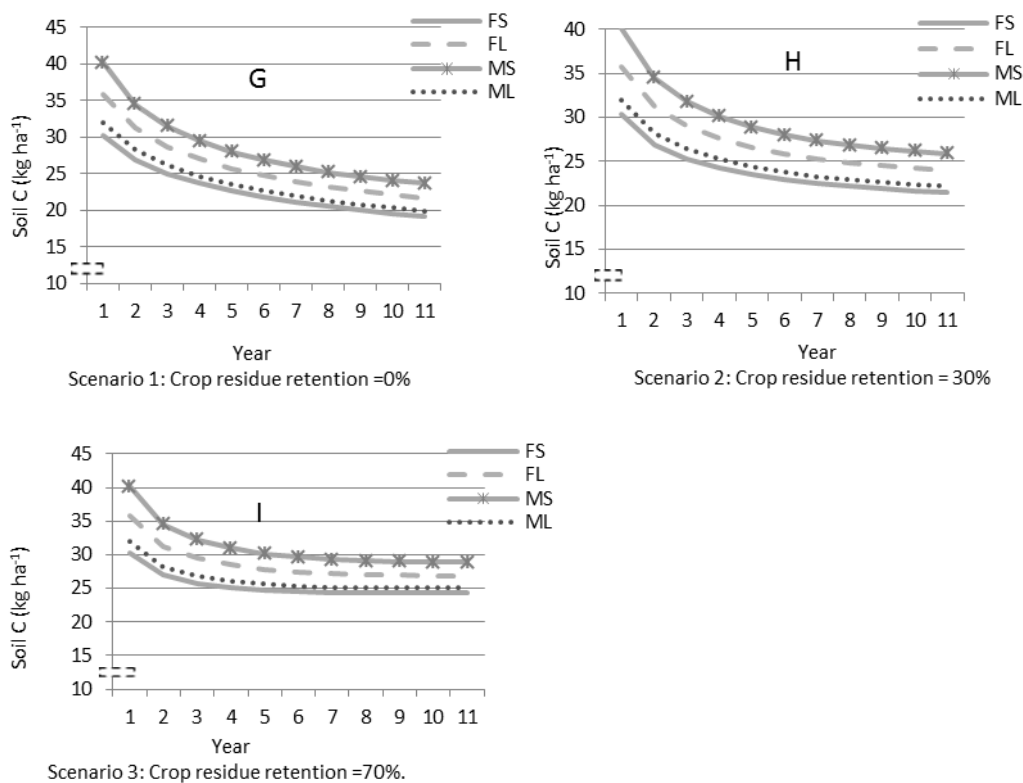 45
40
35
30
25
20
15
10
Soil C (kg ha⁻¹)
G
FS
FL
MS
ML
1 2 3 4 5 6 7 8 9 10 11
Year
Scenario 1: Crop residue retention =0%
40
35
30
25
20
15
10
Soil C (kg ha⁻¹)
H
FS
FL
MS
ML
1 2 3 4 5 6 7 8 9 10 11
Year
Scenario 2: Crop residue retention = 30%
45
40
35
30
25
20
15
10
Soil C (kg ha⁻¹)
I
FS
FL
MS
ML
1 2 3 4 5 6 7 8 9 10 11
Year
Scenario 3: Crop residue retention =70%.